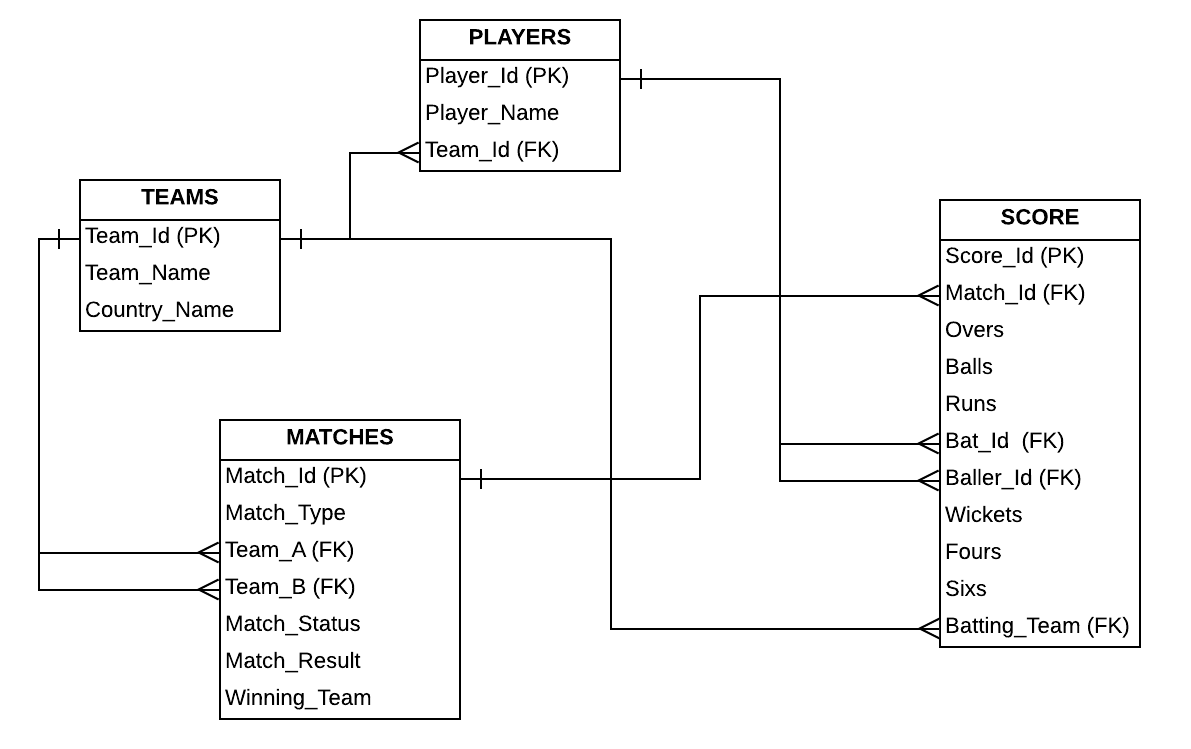 PLAYERS
Player_Id (PK)
Player_Name
Team_Id (FK)
TEAMS
Team_Id (PK)
Team_Name
Country_Name
SCORE
Score_Id (PK)
Match_Id (FK)
Overs
Balls
Runs
Bat_Id  (FK)
Baller_Id (FK)
Wickets
Fours
Sixs
Batting_Team (FK)
MATCHES
Match_Id (PK)
Match_Type
Team_A (FK)
Team_B (FK)
Match_Status
Match_Result
Winning_Team